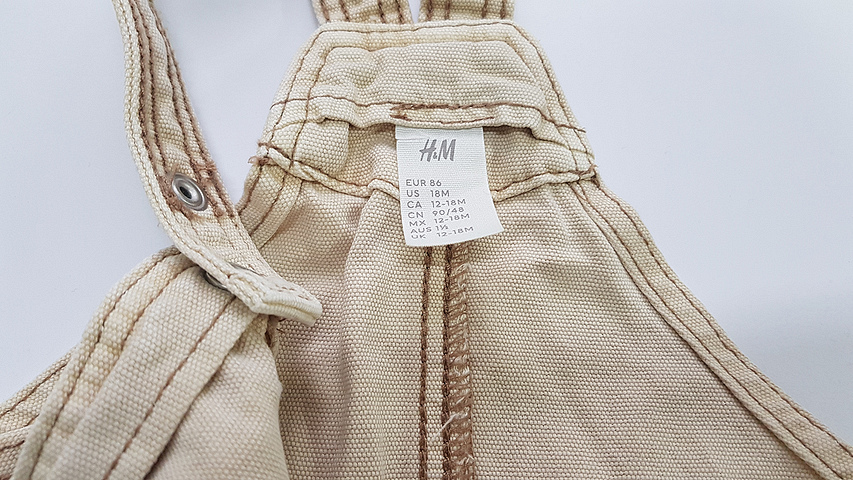 H&M
EUR 86
US 18M
CA 12-18M
CN 90/48
MX 12-18M
AUS 1½
UK 12-18M